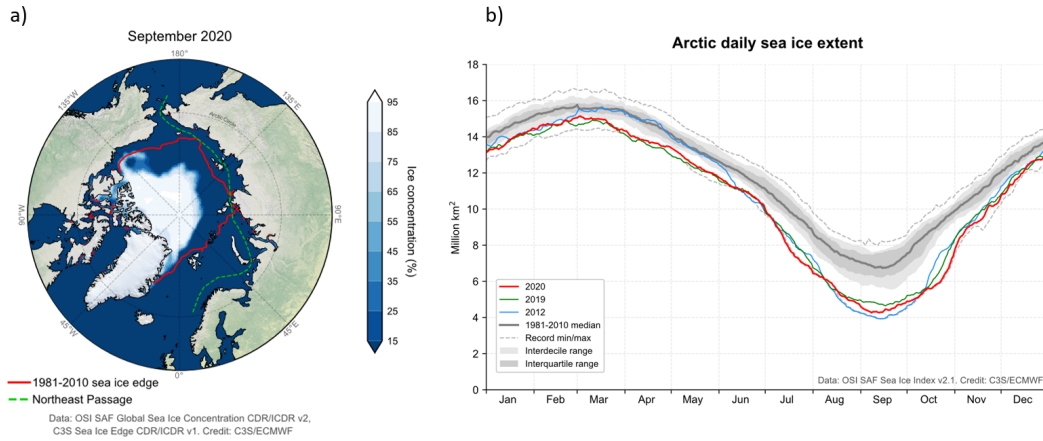 a)
September 2020
180°
135°W
135°E
Arctic Circle
90°W
90°E
45°W
45°E
0°
95
85
75
65
55
45
35
25
15
Ice concentration (%)
1981-2010 sea ice edge
Northeast Passage
Data: OSI SAF Global Sea Ice Concentration CDR/ICDR v2,
C3S Sea Ice Edge CDR/ICDR v1. Credit: C3S/ECMWF
b)
Arctic daily sea ice extent
Million km²
18
16
14
12
10
8
6
4
2
0
2020
2019
2012
1981-2010 median
Record min/max
Interdecile range
Interquartile range
Data: OSI SAF Sea Ice Index v2.1. Credit: C3S/ECMWF
Jan Feb Mar Apr May Jun Jul Aug Sep Oct Nov Dec